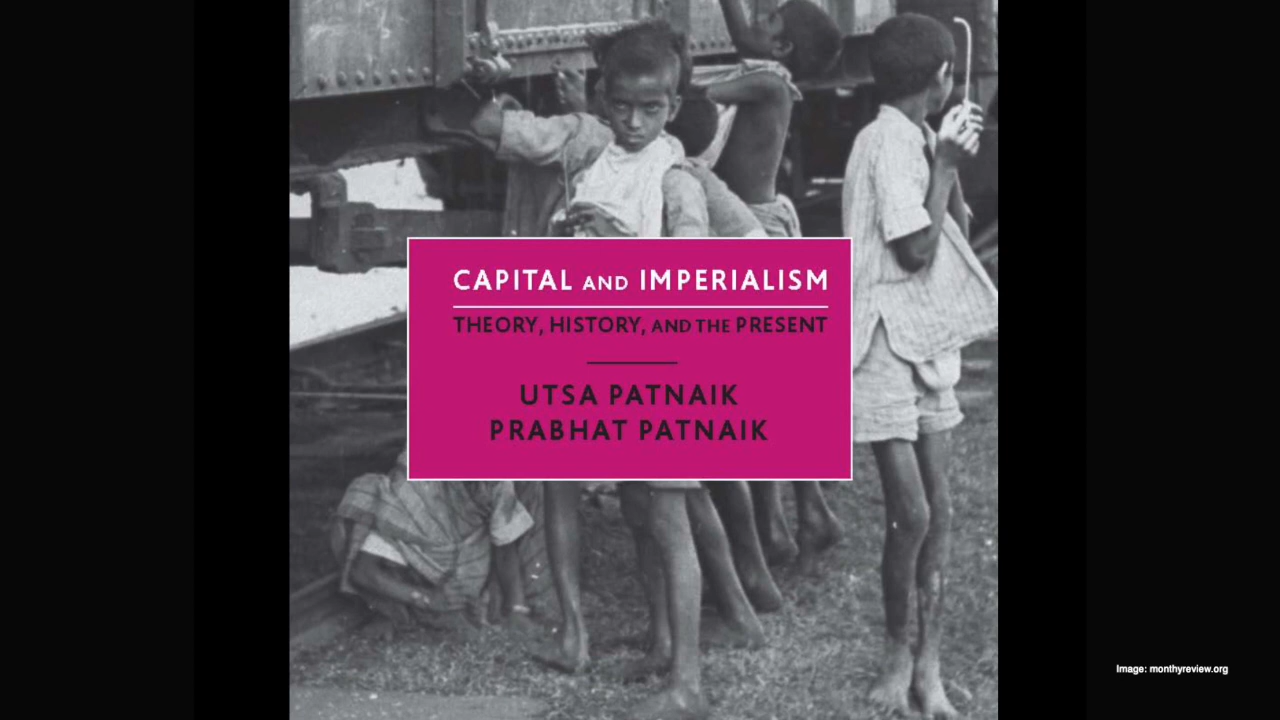 CAPITAL AND IMPERIALISM
THEORY, HISTORY, AND THE PRESENT
UTSA PATNAIK
PRABHAT PATNAIK
Image: monthyreview.org